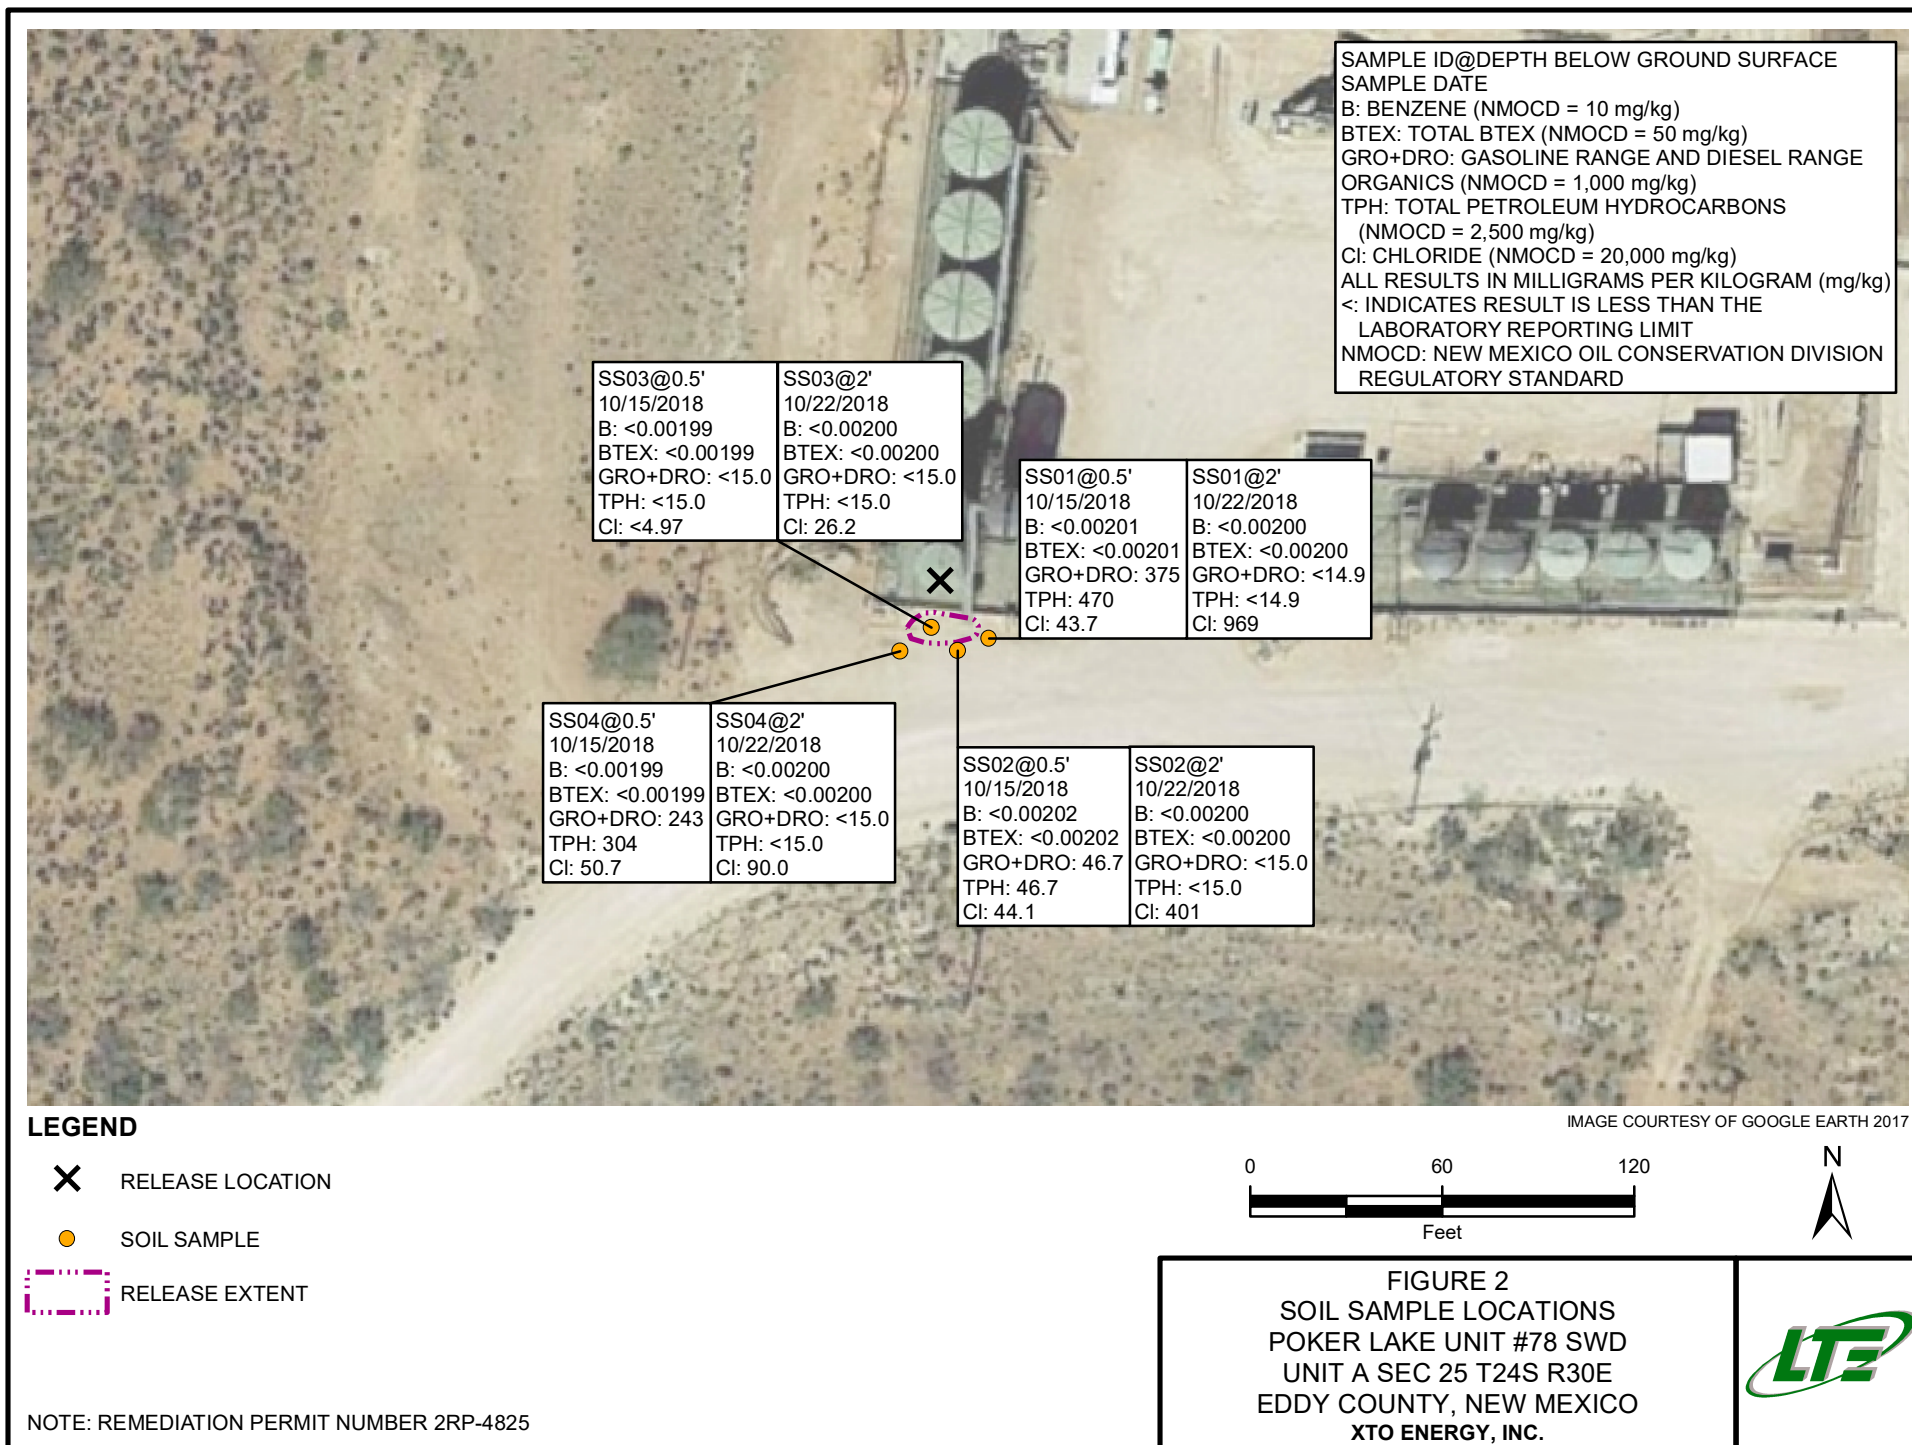 SAMPLE ID@DEPTH BELOW GROUND SURFACE
SAMPLE DATE
B: BENZENE (NMOCD = 10 mg/kg)
BTEX: TOTAL BTEX (NMOCD = 50 mg/kg)
GRO+DRO: GASOLINE RANGE AND DIESEL RANGE
ORGANICS (NMOCD = 1,000 mg/kg)
TPH: TOTAL PETROLEUM HYDROCARBONS
(NMOCD = 2,500 mg/kg)
Cl: CHLORIDE (NMOCD = 20,000 mg/kg)
ALL RESULTS IN MILLIGRAMS PER KILOGRAM (mg/kg)
<: INDICATES RESULT IS LESS THAN THE
LABORATORY REPORTING LIMIT
NMOCD: NEW MEXICO OIL CONSERVATION DIVISION
REGULATORY STANDARD
SS03@0.5'
10/15/2018
B: <0.00199
BTEX: <0.00199
GRO+DRO: <15.0
TPH: <15.0
Cl: <4.97
SS03@2'
10/22/2018
B: <0.00200
BTEX: <0.00200
GRO+DRO: <15.0
TPH: <15.0
Cl: 26.2
SS01@0.5'
10/15/2018
B: <0.00201
BTEX: <0.00201
GRO+DRO: 375
TPH: 470
Cl: 43.7
SS01@2'
10/22/2018
B: <0.00200
BTEX: <0.00200
GRO+DRO: <14.9
TPH: <14.9
Cl: 969
SS04@0.5'
10/15/2018
B: <0.00199
BTEX: <0.00199
GRO+DRO: 243
TPH: 304
Cl: 50.7
SS04@2'
10/22/2018
B: <0.00200
BTEX: <0.00200
GRO+DRO: <15.0
TPH: <15.0
Cl: 90.0
SS02@0.5'
10/15/2018
B: <0.00202
BTEX: <0.00202
GRO+DRO: 46.7
TPH: 46.7
Cl: 44.1
SS02@2'
10/22/2018
B: <0.00200
BTEX: <0.00200
GRO+DRO: <15.0
TPH: <15.0
Cl: 401
IMAGE COURTESY OF GOOGLE EARTH 2017
LEGEND
RELEASE LOCATION
SOIL SAMPLE
RELEASE EXTENT
0 60 120
Feet
N
FIGURE 2
SOIL SAMPLE LOCATIONS
POKER LAKE UNIT #78 SWD
UNIT A SEC 25 T24S R30E
EDDY COUNTY, NEW MEXICO
XTO ENERGY, INC.
LTE
NOTE: REMEDIATION PERMIT NUMBER 2RP-4825